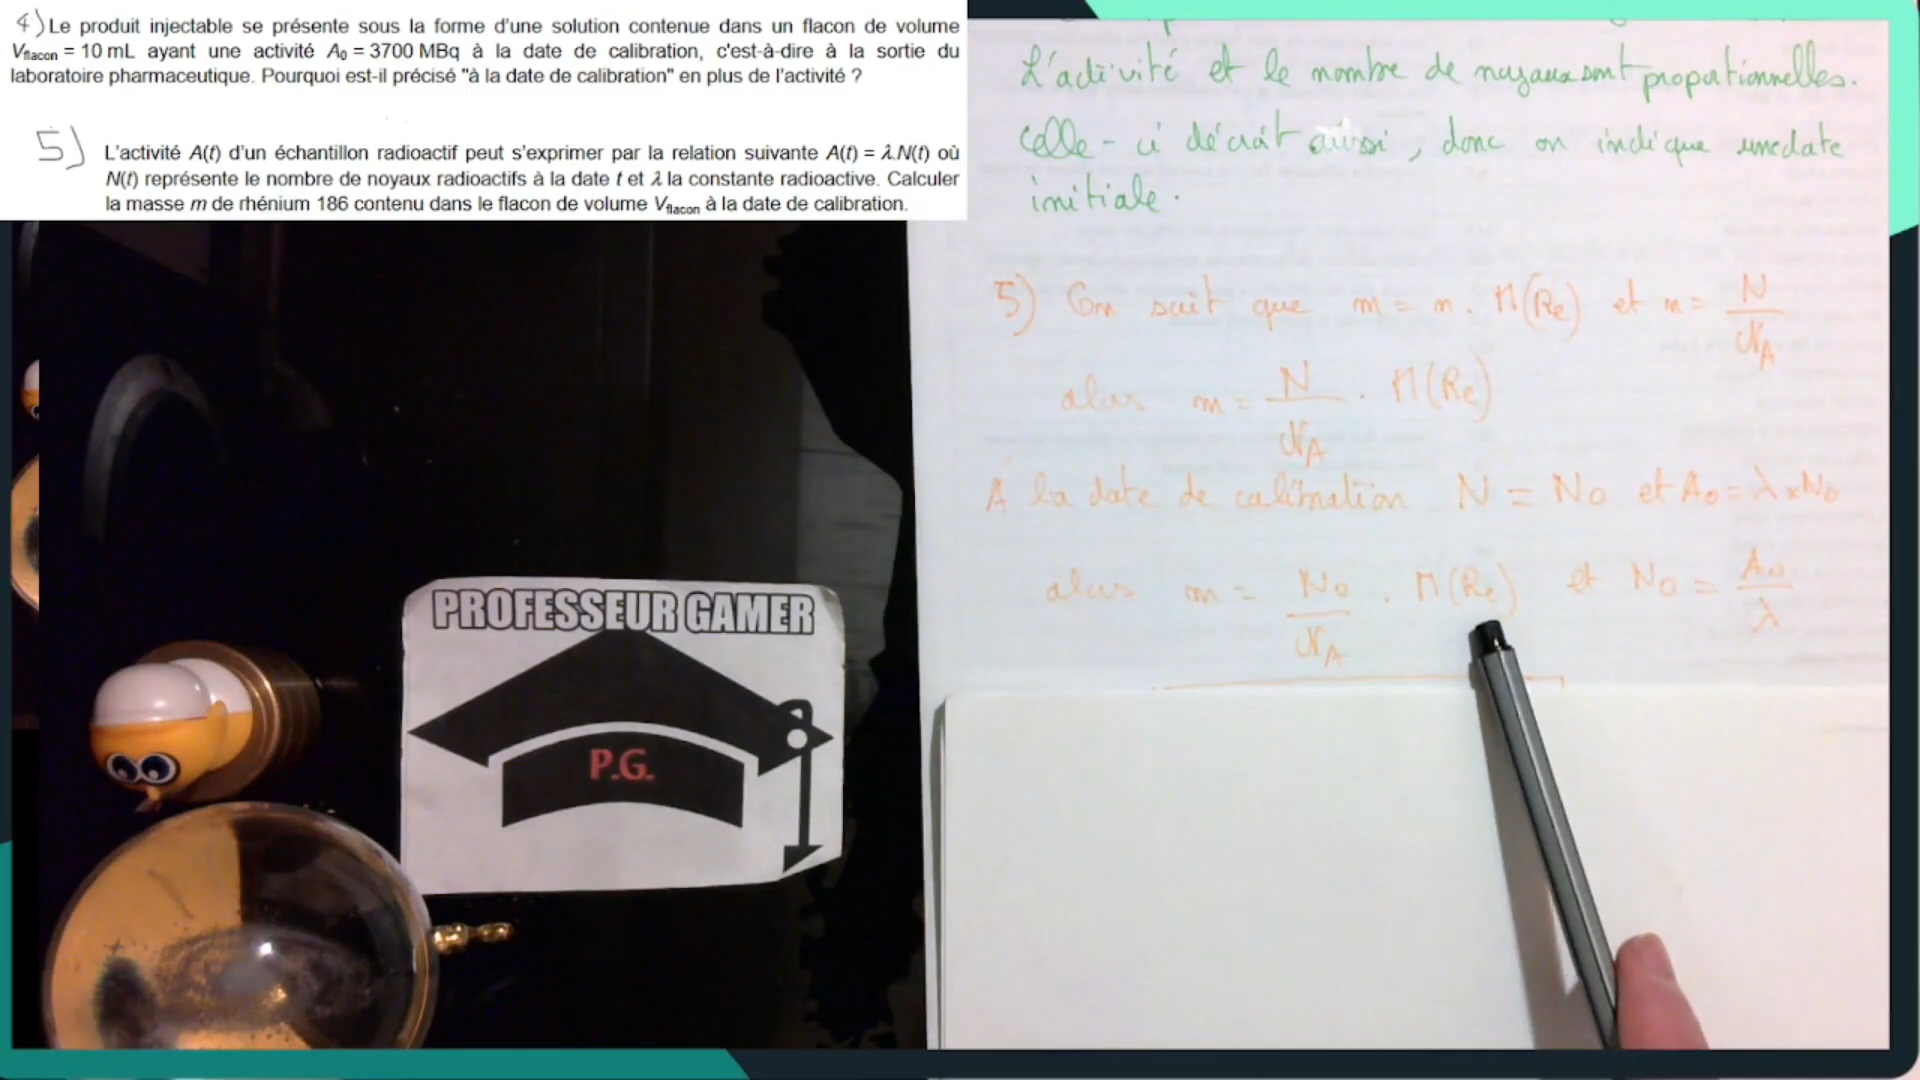 4) Le produit injectable se présente sous la forme d'une solution contenue dans un flacon de volume
Vflacon = 10 mL ayant une activité A0 = 3700 MBq à la date de calibration, c'est-à-dire à la sortie du
laboratoire pharmaceutique. Pourquoi est-il précisé "à la date de calibration" en plus de l'activité ?
5)
L'activité A(t) d'un échantillon radioactif peut s'exprimer par la relation suivante A(t) = λ.N(t) où
N(t) représente le nombre de noyaux radioactifs à la date t et λ la constante radioactive. Calculer
la masse m de rhénium 186 contenu dans le flacon de volume Vflacon à la date de calibration.
PROFESSEUR GAMER
P.G.
L'activité et le nombre de noyaux sont proportionnelles.
Celle-ci décroît aussi, donc on indique une date
initiale.
5) On sait que m = n . M(Re) et n = N / NA
alors m = N / NA . M(Re)
A la date de calibration N = N0 et A0 = λ x N0
alors m = N0 / NA . M(Re) et N0 = A0 / λ